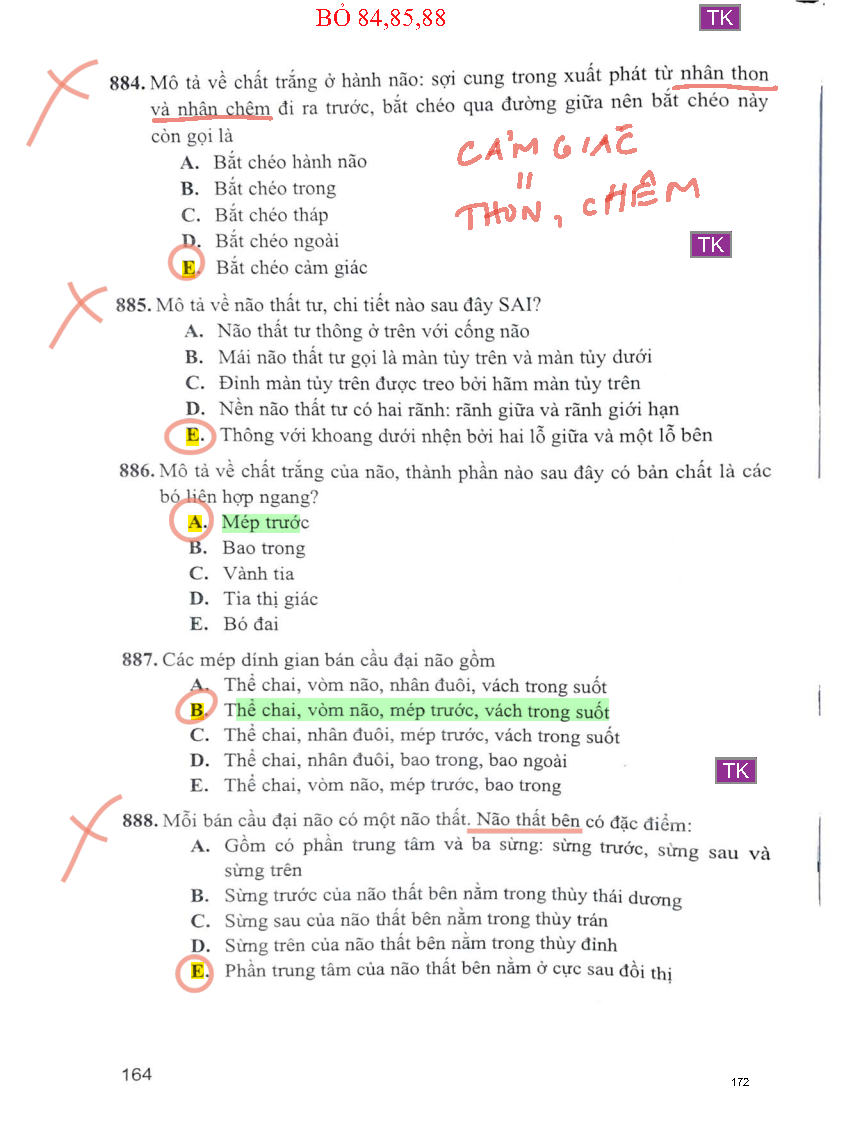 BỎ 84,85,88
TK
884. Mô tả về chất trắng ở hành não: sợi cung trong xuất phát từ nhân thon
và nhân chêm đi ra trước, bắt chéo qua đường giữa nên bắt chéo này
còn gọi là
A. Bắt chéo hành não
B. Bắt chéo trong
C. Bắt chéo tháp
D. Bắt chéo ngoài
E. Bắt chéo cảm giác
CẢM GIÁC
=
THON, CHÊM
TK
885. Mô tả về não thất tư, chi tiết nào sau đây SAI?
A. Não thất tư thông ở trên với cống não
B. Mái não thất tư gọi là màn tủy trên và màn tủy dưới
C. Đỉnh màn tủy trên được treo bởi hãm màn tủy trên
D. Nền não thất tư có hai rãnh: rãnh giữa và rãnh giới hạn
E. Thông với khoang dưới nhện bởi hai lỗ giữa và một lỗ bên
886. Mô tả về chất trắng của não, thành phần nào sau đây có bản chất là các
bó liên hợp ngang?
A. Mép trước
B. Bao trong
C. Vành tia
D. Tia thị giác
E. Bó đai
887. Các mép dính gian bán cầu đại não gồm
A. Thể chai, vòm não, nhân đuôi, vách trong suốt
B. Thể chai, vòm não, mép trước, vách trong suốt
C. Thể chai, nhân đuôi, mép trước, vách trong suốt
D. Thể chai, nhân đuôi, bao trong, bao ngoài
E. Thể chai, vòm não, mép trước, bao trong
TK
888. Mỗi bán cầu đại não có một não thất. Não thất bên có đặc điểm:
A. Gồm có phần trung tâm và ba sừng: sừng trước, sừng sau và
sừng trên
B. Sừng trước của não thất bên nằm trong thùy thái dương
C. Sừng sau của não thất bên nằm trong thùy trán
D. Sừng trên của não thất bên nằm trong thùy đỉnh
E. Phần trung tâm của não thất bên nằm ở cực sau đồi thị
164
172